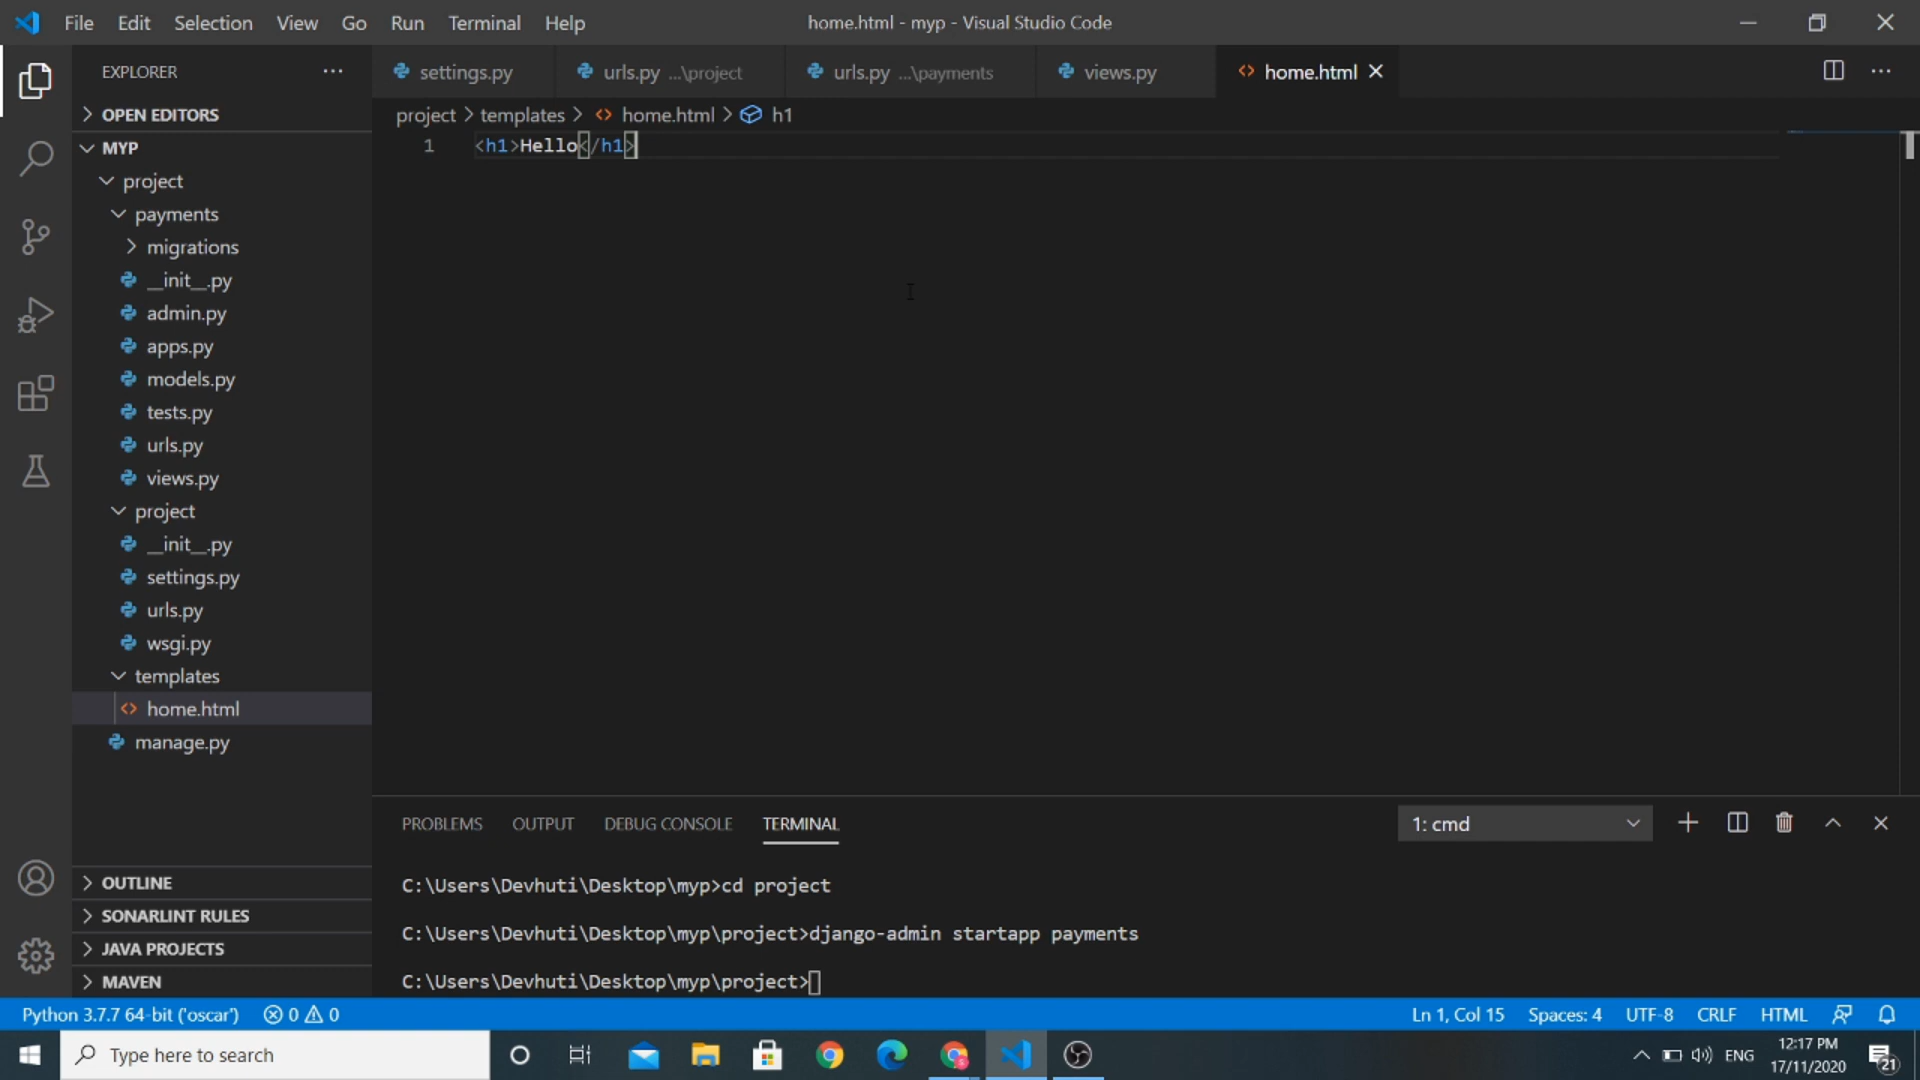 File Edit Selection View Go Run Terminal Help home.html - myp - Visual Studio Code
EXPLORER
settings.py urls.py ...\project urls.py ...\payments views.py home.html
OPEN EDITORS
project > templates > home.html > h1
MYP
1 <h1>Hello</h1>
project
payments
migrations
__init__.py
admin.py
apps.py
models.py
tests.py
urls.py
views.py
project
__init__.py
settings.py
urls.py
wsgi.py
templates
home.html
manage.py
OUTLINE
SONARLINT RULES
JAVA PROJECTS
MAVEN
PROBLEMS OUTPUT DEBUG CONSOLE TERMINAL 1: cmd
C:\Users\Devhuti\Desktop\myp>cd project
C:\Users\Devhuti\Desktop\myp\project>django-admin startapp payments
C:\Users\Devhuti\Desktop\myp\project>
Python 3.7.7 64-bit ('oscar') 0 0 Ln 1, Col 15 Spaces: 4 UTF-8 CRLF HTML
Type here to search
ENG
12:17 PM
17/11/2020
21